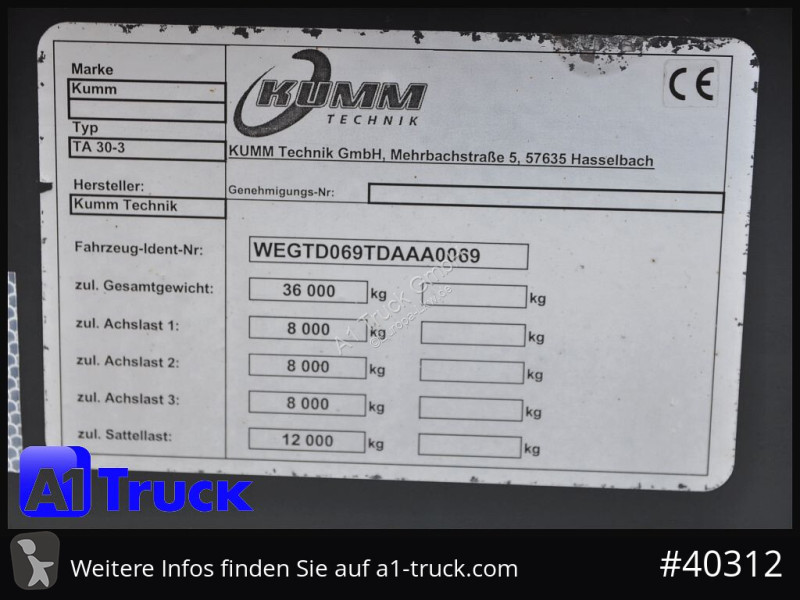 Marke
Kumm
KUMM
TECHNIK
CE
Typ
TA 30-3
KUMM Technik GmbH, Mehrbachstraße 5, 57635 Hasselbach
Hersteller:
Kumm Technik
Genehmigungs-Nr:
Fahrzeug-Ident-Nr: WEGTD069TDAAA0069
zul. Gesamtgewicht: 36 000 kg kg
zul. Achslast 1: 8 000 kg kg
zul. Achslast 2: 8 000 kg kg
zul. Achslast 3: 8 000 kg kg
zul. Sattellast: 12 000 kg kg
A1 Truck GmbH
A1 Truck
Weitere Infos finden Sie auf a1-truck.com
#40312